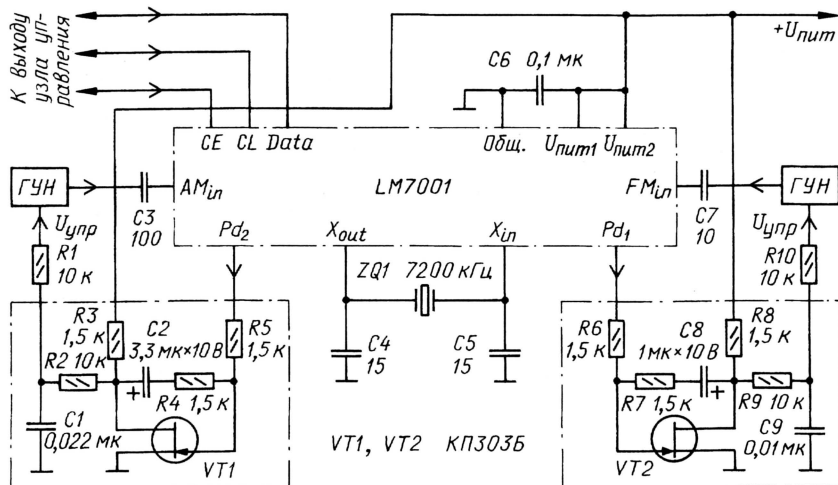 К выходу
узла уп-
равления
+Uпит
C6 0,1 мк
CE CL Data Общ. Uпит1 Uпит2
ГУН
AMin
LM7001
FMin
ГУН
C3
100
C7
10
Uупр
Pd2 Xout Xin Pd1
Uупр
R1
10 к
ZQ1 7200 кГц
R10
10 к
R3
1,5 к
C2
3,3 мк×10 В
R5
1,5 к
C4
15
C5
15
R6
1,5 к
C8
1 мк×10 В
R8
1,5 к
R2 10 к
+
R4 1,5 к
R7 1,5 к
+
R9 10 к
C1
0,022 мк
VT1
VT1, VT2 КП303Б
VT2
C9
0,01 мк